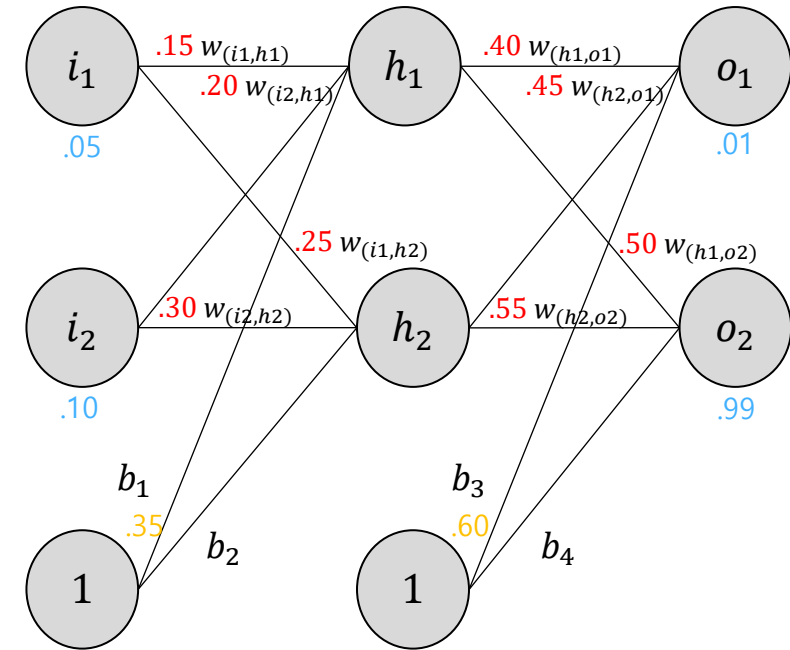 i₁ .15 w₍ᵢ₁,ₕ₁₎ h₁ .40 w₍ₕ₁,ₒ₁₎ o₁
.20 w₍ᵢ₂,ₕ₁₎ .45 w₍ₕ₂,ₒ₁₎
.05 .01
.25 w₍ᵢ₁,ₕ₂₎ .50 w₍ₕ₁,ₒ₂₎
i₂ .30 w₍ᵢ₂,ₕ₂₎ h₂ .55 w₍ₕ₂,ₒ₂₎ o₂
.10 .99
b₁ b₃
.35 .60
b₂ b₄
1 1